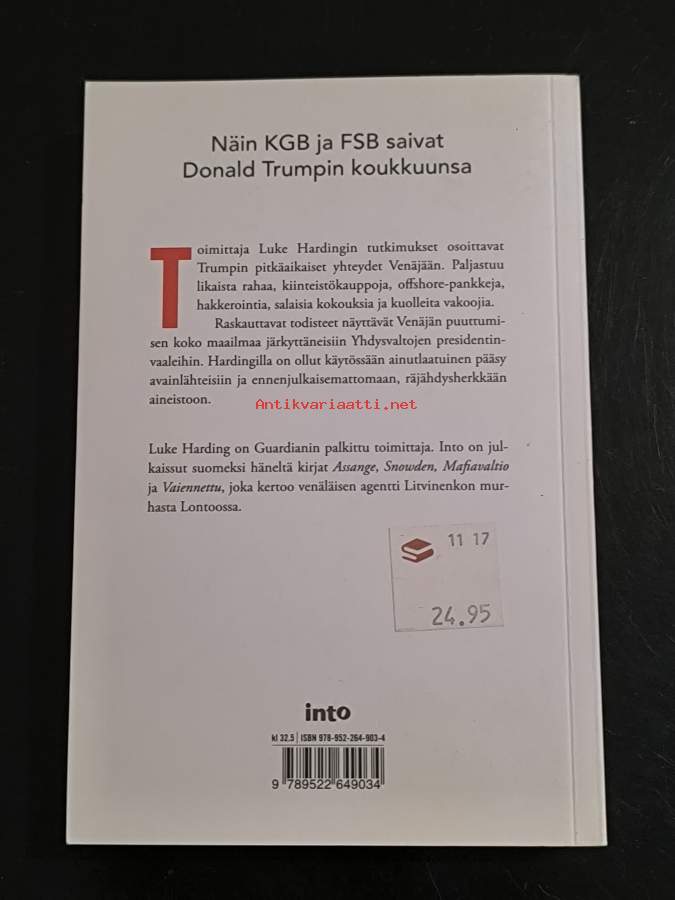 Näin KGB ja FSB saivat
Donald Trumpin koukkuunsa
Toimittaja Luke Hardingin tutkimukset osoittavat
Trumpin pitkäaikaiset yhteydet Venäjään. Paljastuu
likaista rahaa, kiinteistökauppoja, offshore-pankkeja,
hakkerointia, salaisia kokouksia ja kuolleita vakoojia.
Raskauttavat todisteet näyttävät Venäjän puuttumi-
sen koko maailmaa järkyttäneisiin Yhdysvaltojen presidentin-
vaaleihin. Hardingilla on ollut käytössään ainutlaatuinen pääsy
avainlähteisiin ja ennenjulkaisemattomaan, räjähdysherkkään
aineistoon.
Antikvariaatti.net
Luke Harding on Guardianin palkittu toimittaja. Into on jul-
kaissut suomeksi häneltä kirjat Assange, Snowden, Mafiavaltio
ja Vaiennettu, joka kertoo venäläisen agentti Litvinenkon mur-
hasta Lontoossa.
11 17
24.95
into
kl 32.5 | ISBN 978-952-264-903-4
9 789522 649034